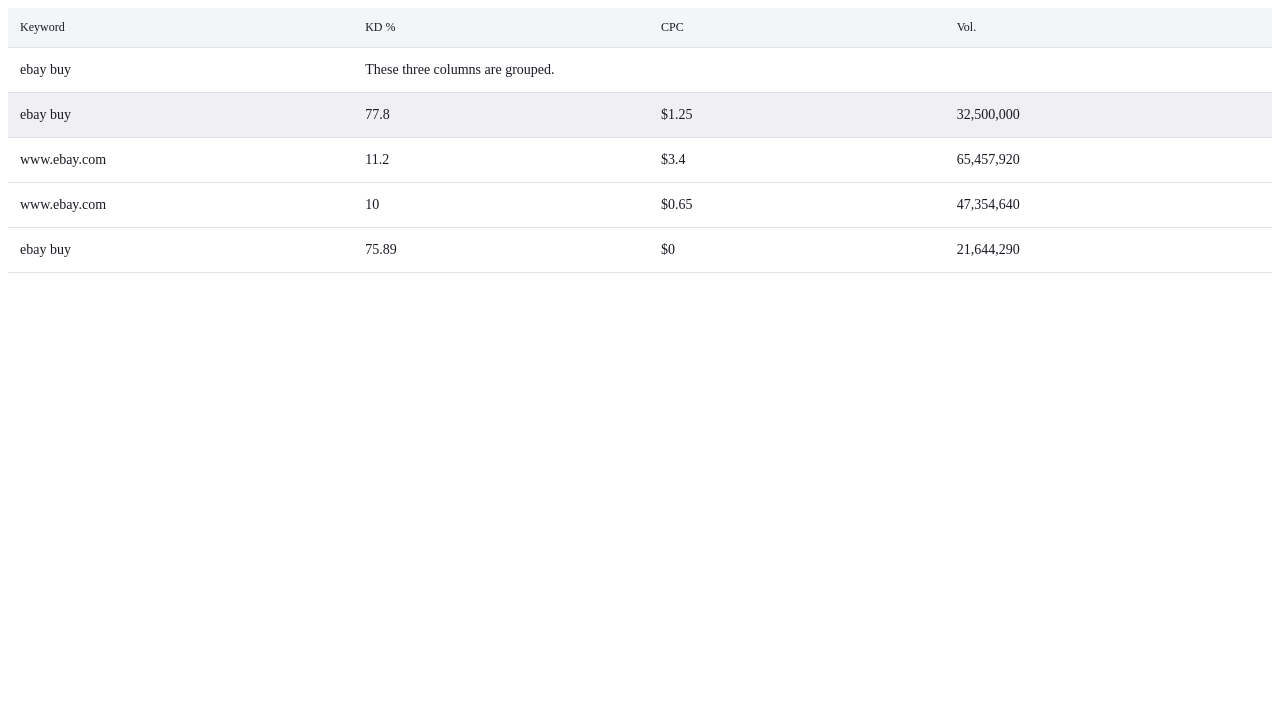 Keyword KD % CPC Vol.
ebay buy These three columns are grouped.
ebay buy 77.8 $1.25 32,500,000
www.ebay.com 11.2 $3.4 65,457,920
www.ebay.com 10 $0.65 47,354,640
ebay buy 75.89 $0 21,644,290